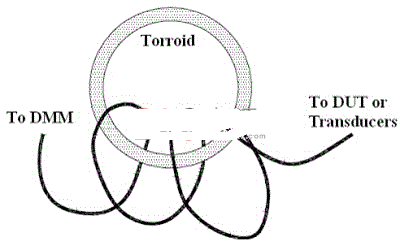 Torroid
To DMM
To DUT or
Transducers